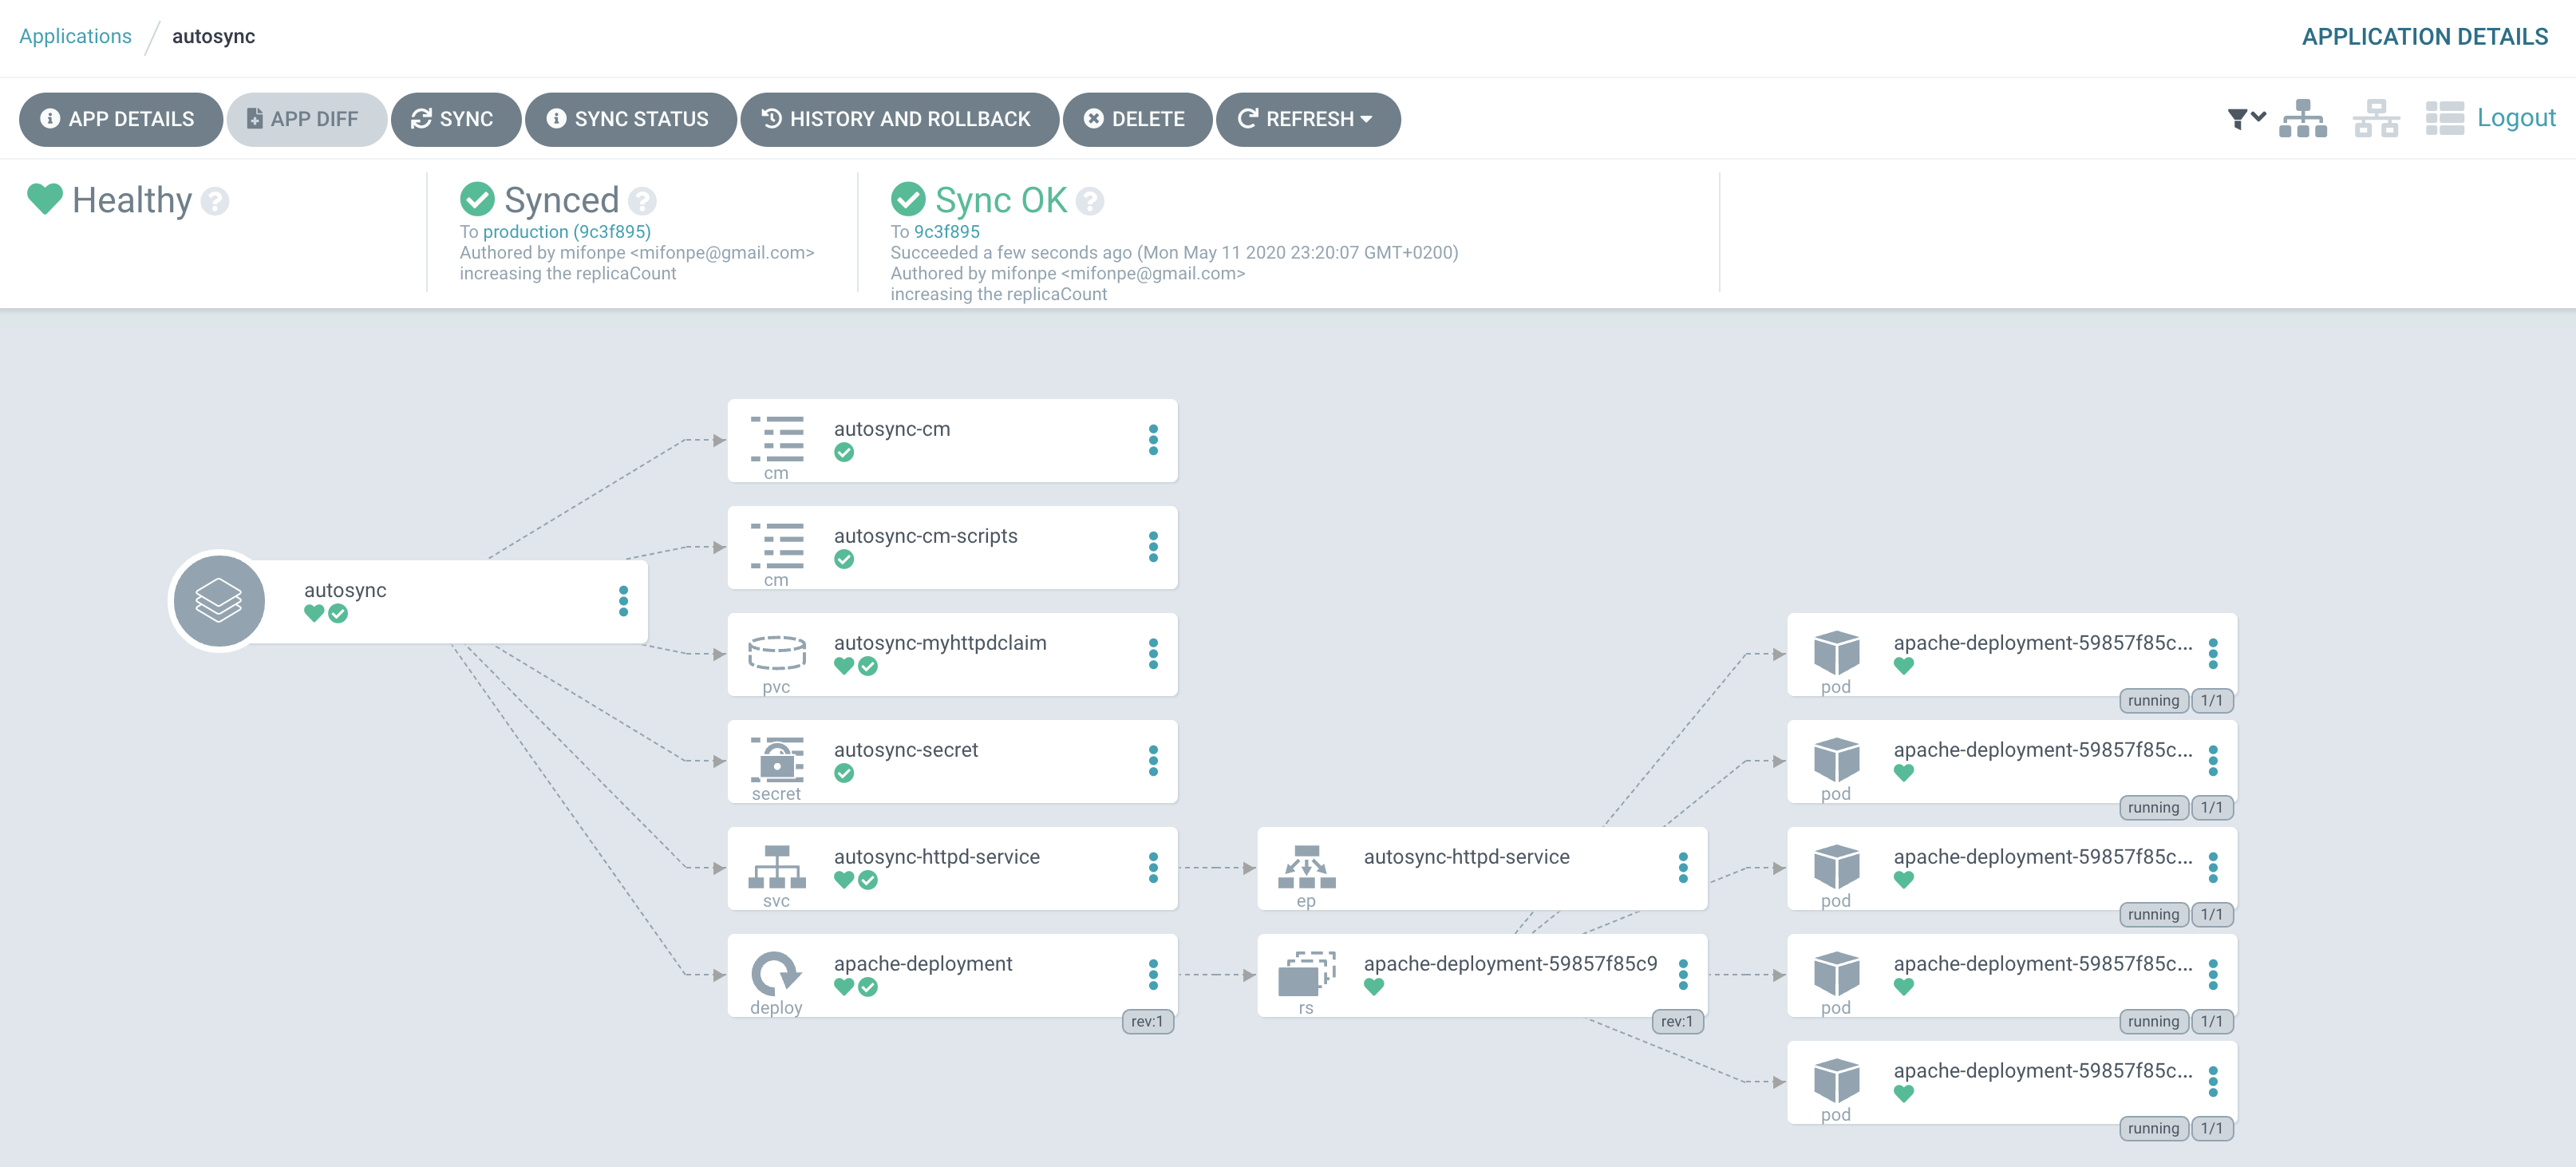 Applications / autosync
APPLICATION DETAILS
APP DETAILS
APP DIFF
SYNC
SYNC STATUS
HISTORY AND ROLLBACK
DELETE
REFRESH
Logout
Healthy
Synced
To production (9c3f895)
Authored by mifonpe <mifonpe@gmail.com>
increasing the replicaCount
Sync OK
To 9c3f895
Succeeded a few seconds ago (Mon May 11 2020 23:20:07 GMT+0200)
Authored by mifonpe <mifonpe@gmail.com>
increasing the replicaCount
autosync
autosync-cm
cm
autosync-cm-scripts
cm
autosync-myhttpdclaim
pvc
autosync-secret
secret
autosync-httpd-service
svc
apache-deployment
deploy
rev:1
autosync-httpd-service
ep
apache-deployment-59857f85c9
rs
rev:1
apache-deployment-59857f85c...
pod
running 1/1
apache-deployment-59857f85c...
pod
running 1/1
apache-deployment-59857f85c...
pod
running 1/1
apache-deployment-59857f85c...
pod
running 1/1
apache-deployment-59857f85c...
pod
running 1/1